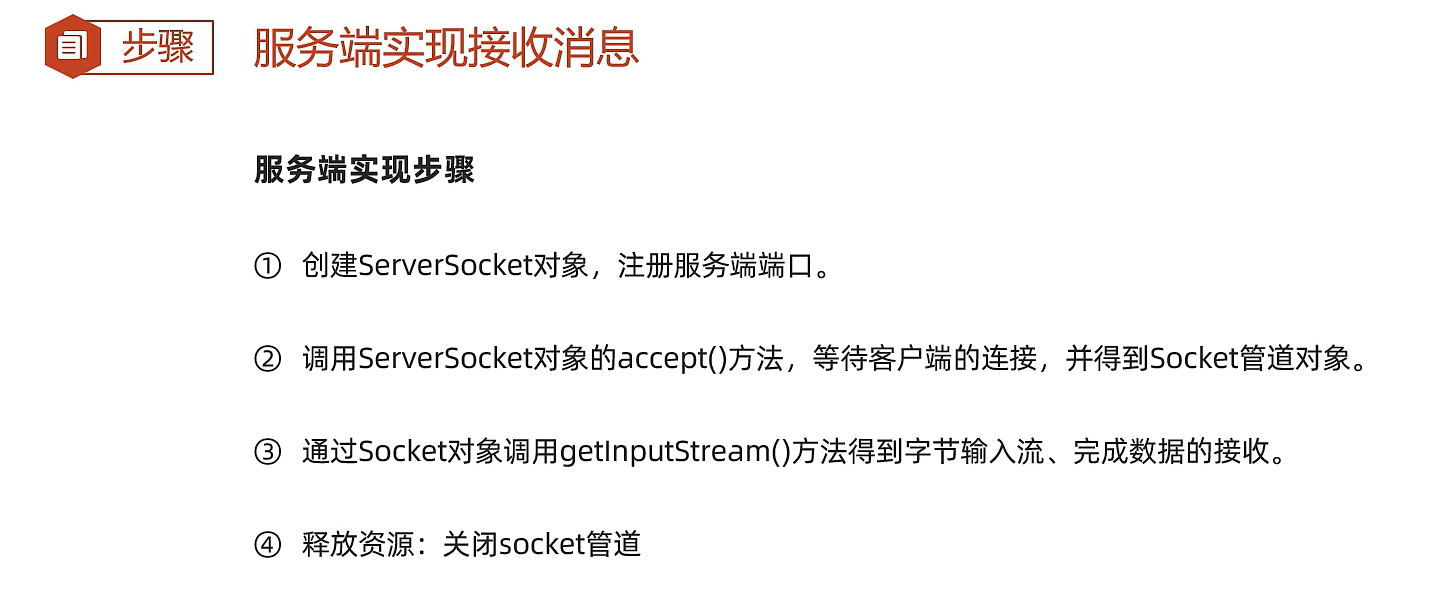 步骤
服务端实现接收消息
服务端实现步骤
① 创建ServerSocket对象，注册服务端端口。
② 调用ServerSocket对象的accept()方法，等待客户端的连接，并得到Socket管道对象。
③ 通过Socket对象调用getInputStream()方法得到字节输入流、完成数据的接收。
④ 释放资源：关闭socket管道